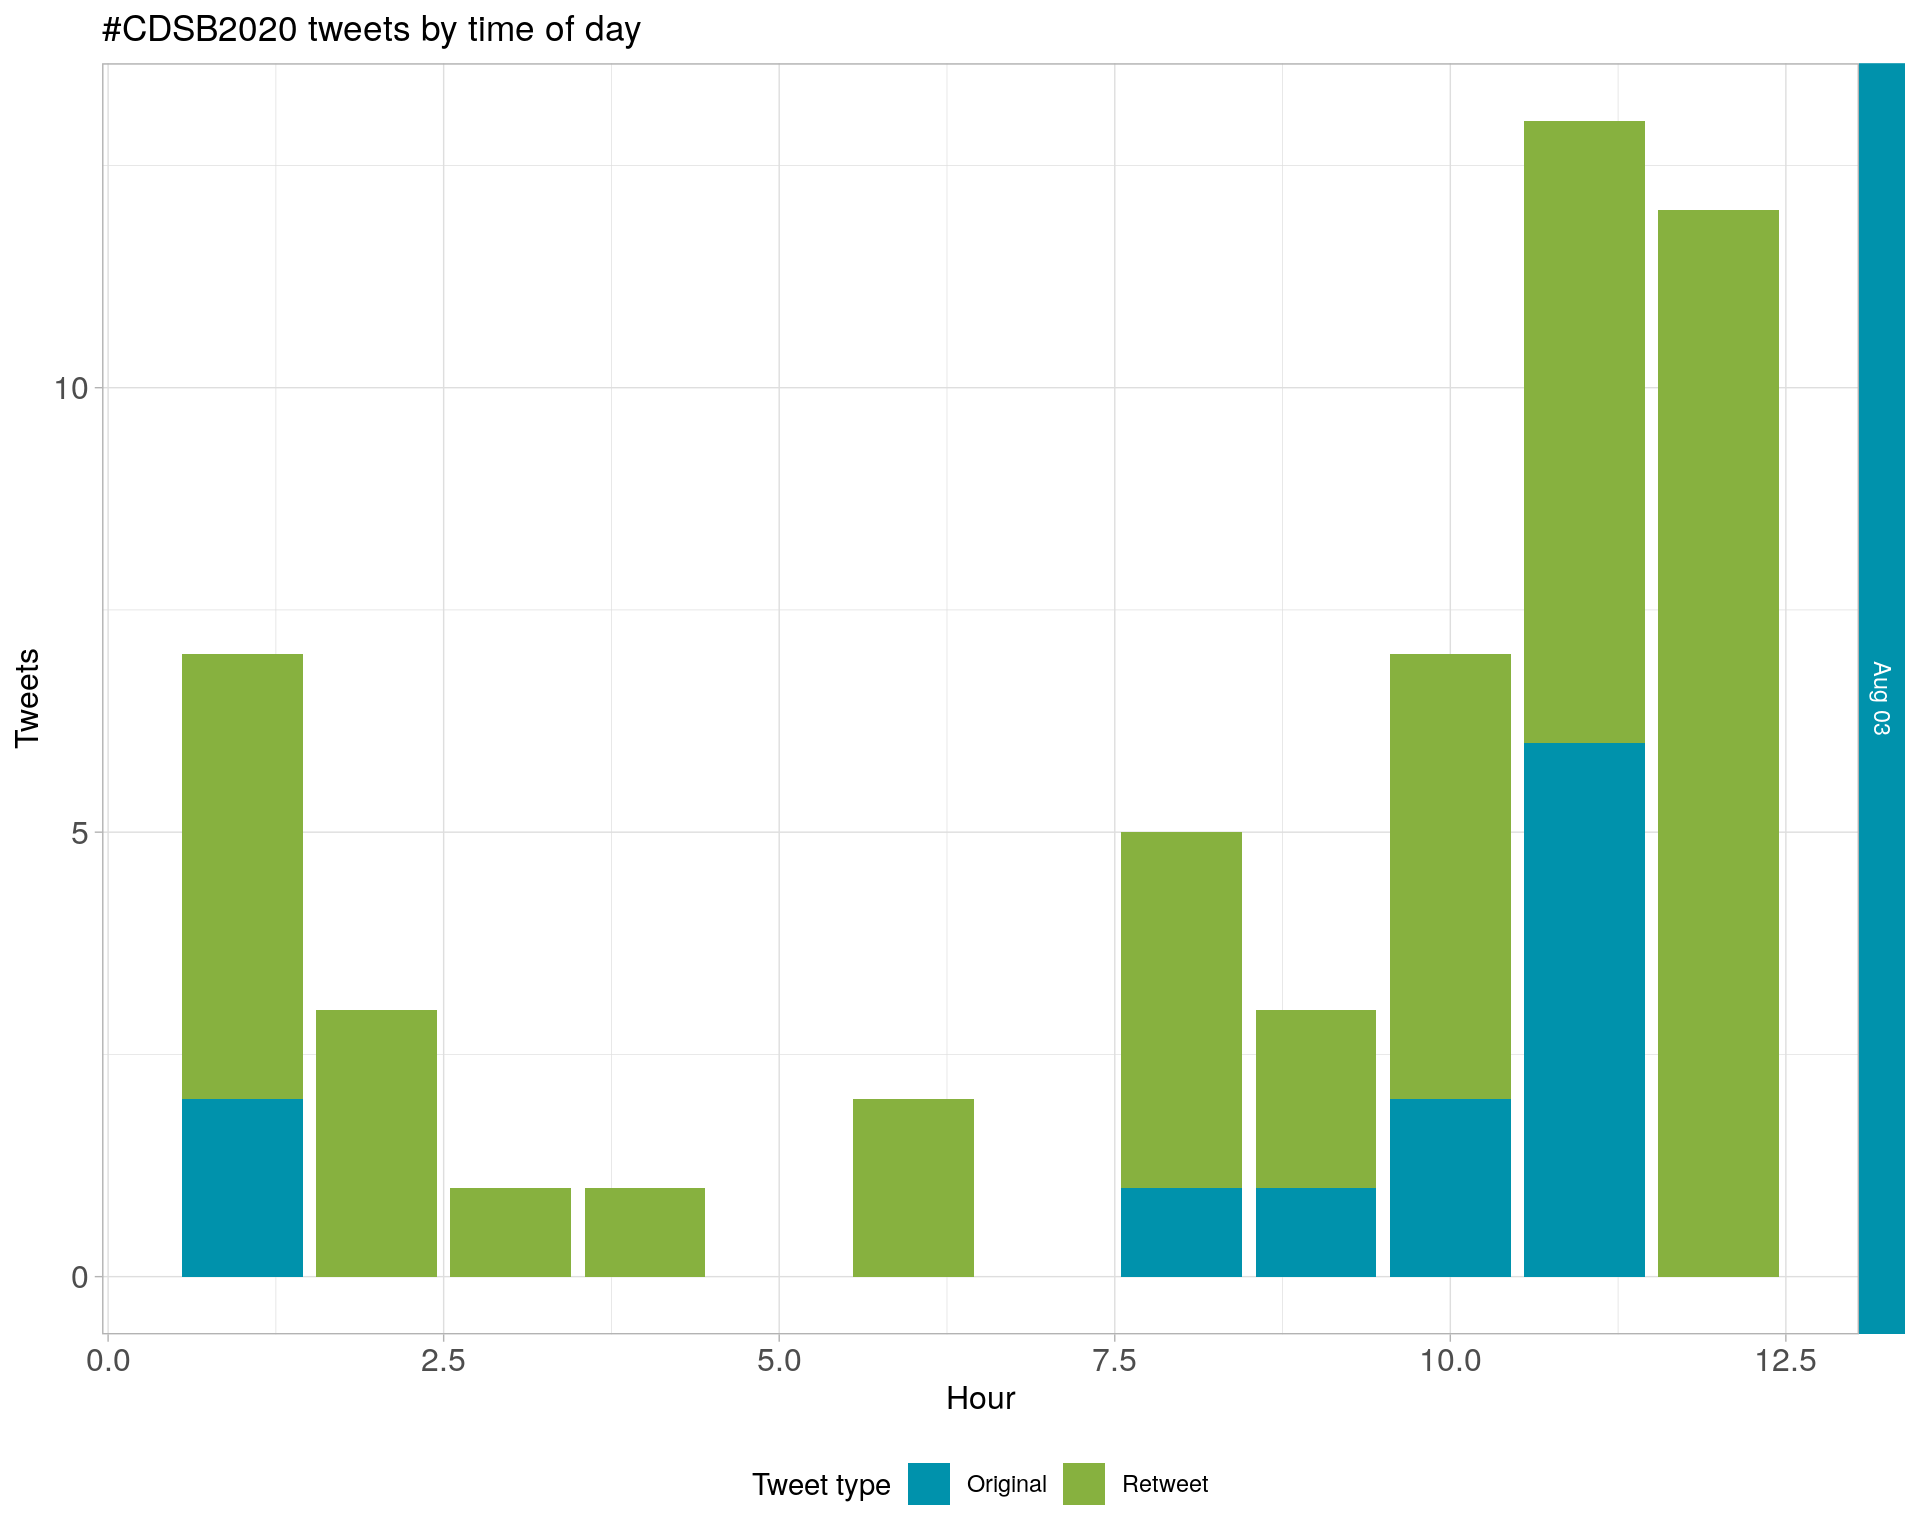 #CDSB2020 tweets by time of day
Tweets
10
5
0
Aug 03
0.0 2.5 5.0 7.5 10.0 12.5
Hour
Tweet type Original Retweet